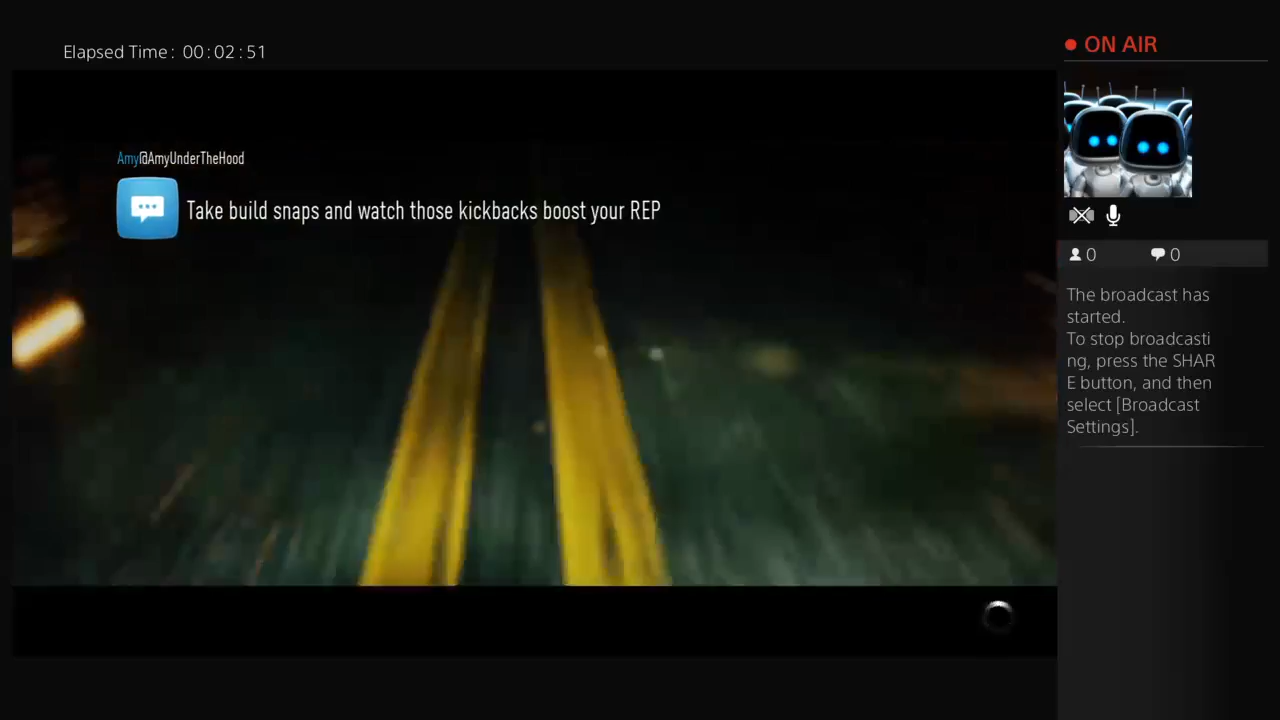 Elapsed Time: 00:02:51
ON AIR
Amy@AmyUnderTheHood
Take build snaps and watch those kickbacks boost your REP
0 0
The broadcast has
started.
To stop broadcasti
ng, press the SHAR
E button, and then
select [Broadcast
Settings].